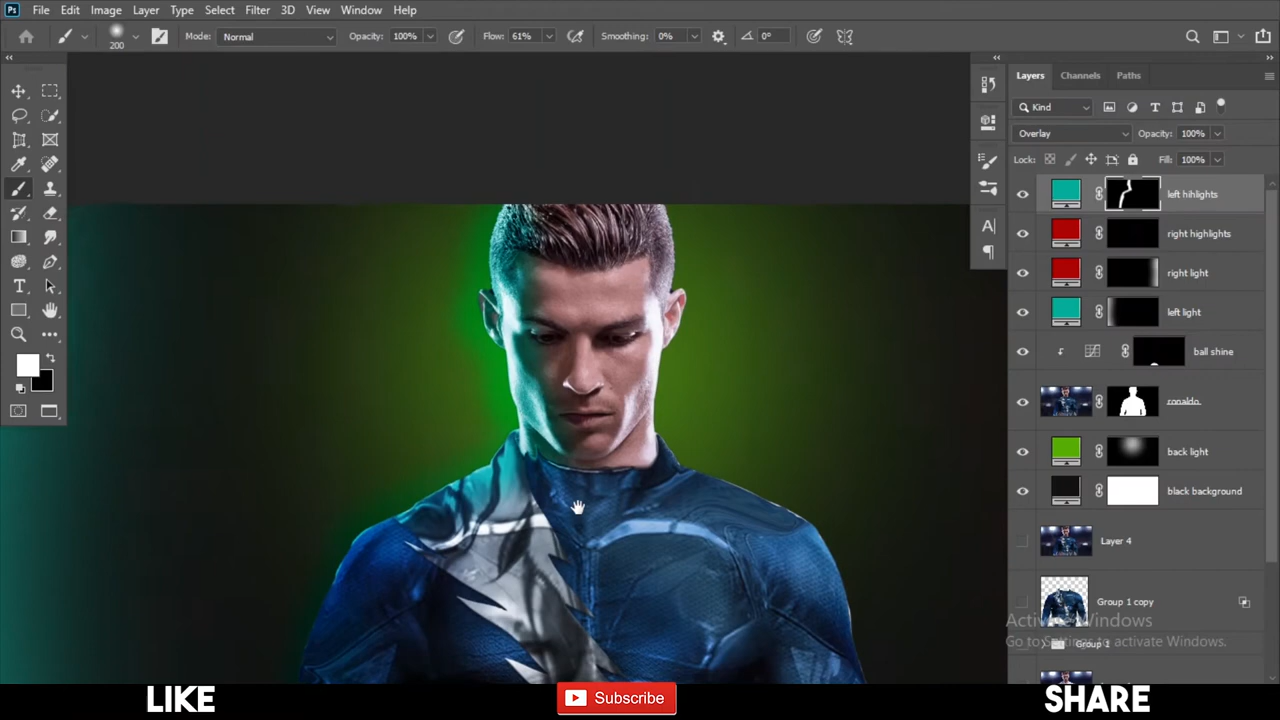 Ps File Edit Image Layer Type Select Filter 3D View Window Help
200 Mode: Normal Opacity: 100% Flow: 61% Smoothing: 0% 0°
Layers Channels Paths
Kind
Overlay Opacity: 100%
Lock: Fill: 100%
left hihlights
right highlights
right light
left light
ball shine
ronaldo
back light
black background
Layer 4
Group 1 copy
Activate Windows
Go to Settings to activate Windows.
Group 1
LIKE Subscribe SHARE